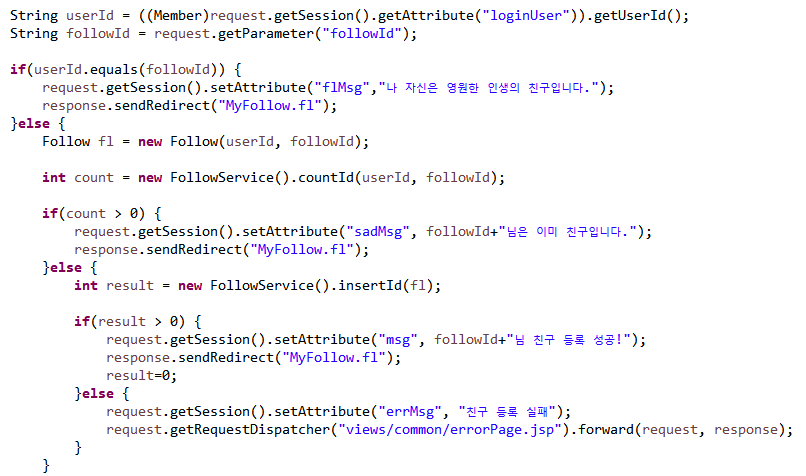 String userId = ((Member)request.getSession().getAttribute("loginUser")).getUserId();
String followId = request.getParameter("followId");
if(userId.equals(followId)) {
request.getSession().setAttribute("flMsg","나 자신은 영원한 인생의 친구입니다.");
response.sendRedirect("MyFollow.fl");
}else {
Follow fl = new Follow(userId, followId);
int count = new FollowService().countId(userId, followId);
if(count > 0) {
request.getSession().setAttribute("sadMsg", followId+"님은 이미 친구입니다.");
response.sendRedirect("MyFollow.fl");
}else {
int result = new FollowService().insertId(fl);
if(result > 0) {
request.getSession().setAttribute("msg", followId+"님 친구 등록 성공!");
response.sendRedirect("MyFollow.fl");
result=0;
}else {
request.getSession().setAttribute("errMsg", "친구 등록 실패");
request.getRequestDispatcher("views/common/errorPage.jsp").forward(request, response);
}
}